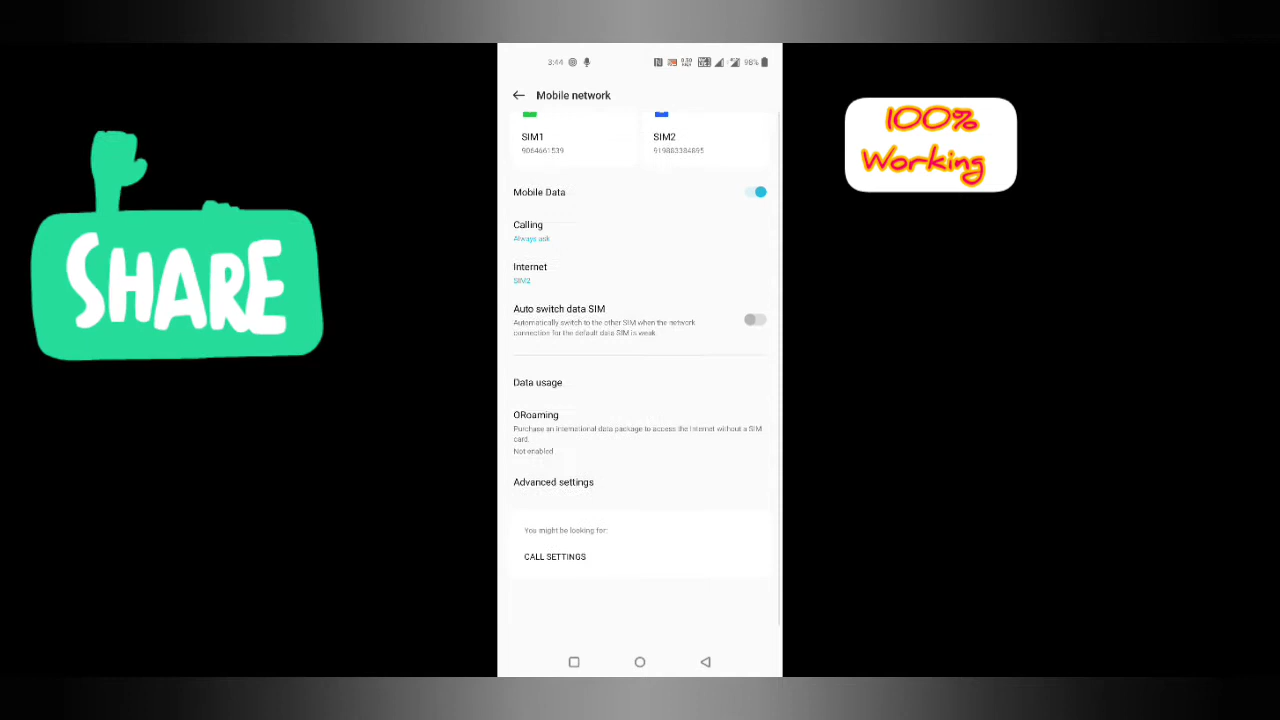 3:44
98%
Mobile network
SIM1
9064661539
SIM2
919883384895
Mobile Data
Calling
Always ask
Internet
SIM2
Auto switch data SIM
Automatically switch to the other SIM when the network
connection for the default data SIM is weak.
Data usage
ORoaming
Purchase an international data package to access the Internet without a SIM
card.
Not enabled
Advanced settings
You might be looking for:
CALL SETTINGS
SHARE
100%
Working